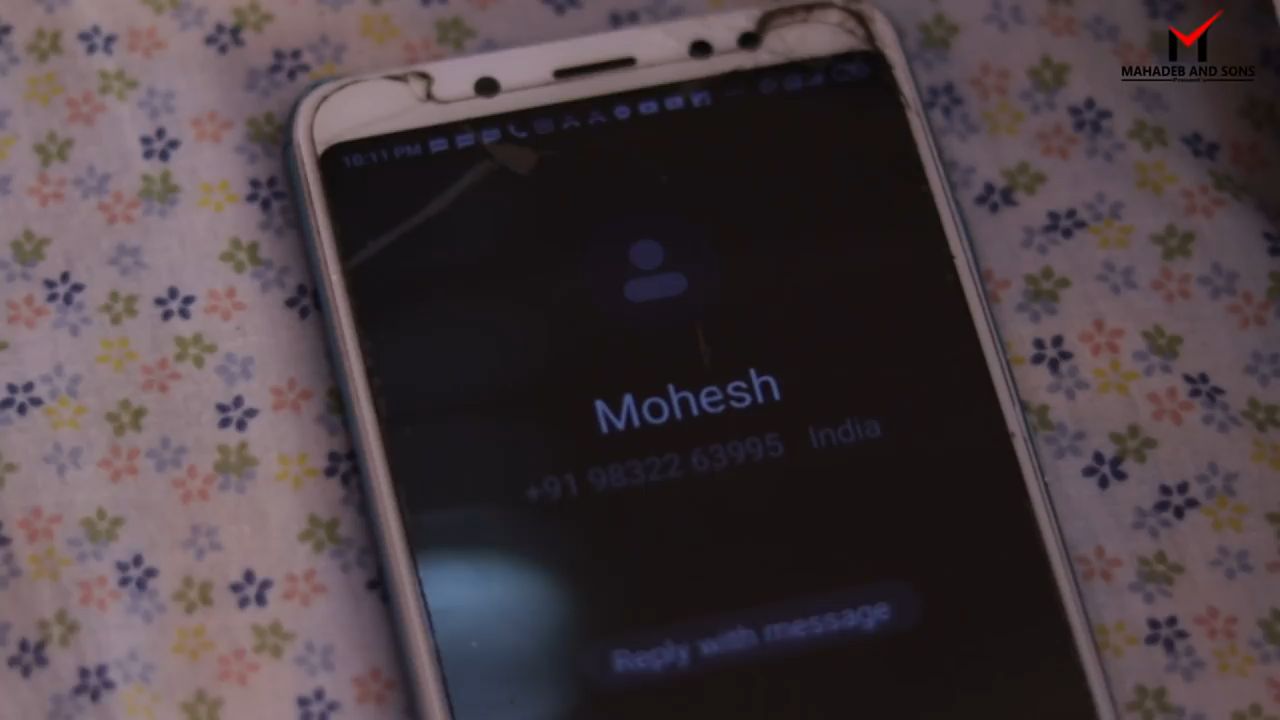 MAHADEB AND SONS
10:11 PM
Mohesh
+91 98322 63995 India
Reply with message